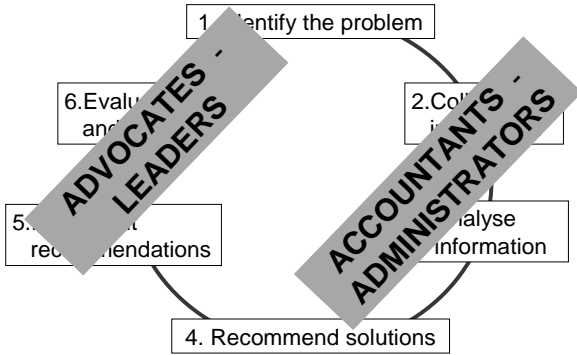 1. Identify the problem
2.Coll
analyse
information
4. Recommend solutions
5.
recommendations
6.Evalu
and
ADVOCATES -
LEADERS
ACCOUNTANTS -
ADMINISTRATORS